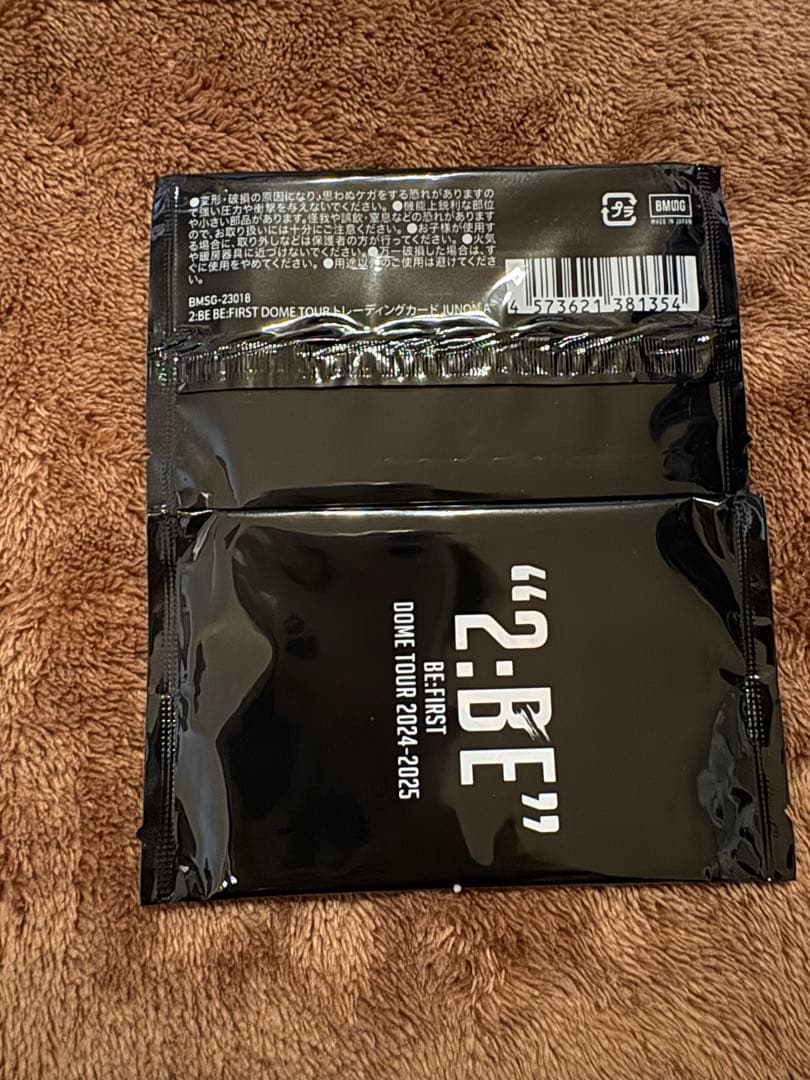 ●変形・破損の原因になり、思わぬケガをする恐れがありますの
で強い圧力や衝撃を与えないでください。●機能上鋭利な部位
や小さい部品があります。怪我や誤飲・窒息などの恐れがあります
ので、お取り扱いには十分にご注意ください。●お子様が使用す
る場合に、取り外しなどは保護者の方が行ってください。●火気
や暖房器具に近づけないでください。●万一破損した場合は、す
ぐに使用をやめてください。●用途以外のご使用は避けてくださ
い。
BMSG-23018
2:BE BE:FIRST DOME TOUR トレーディングカード JUNON A
プラ
BMDG
MADE IN JAPAN
4 573621 381354
“2:BE”
BE:FIRST
DOME TOUR 2024-2025